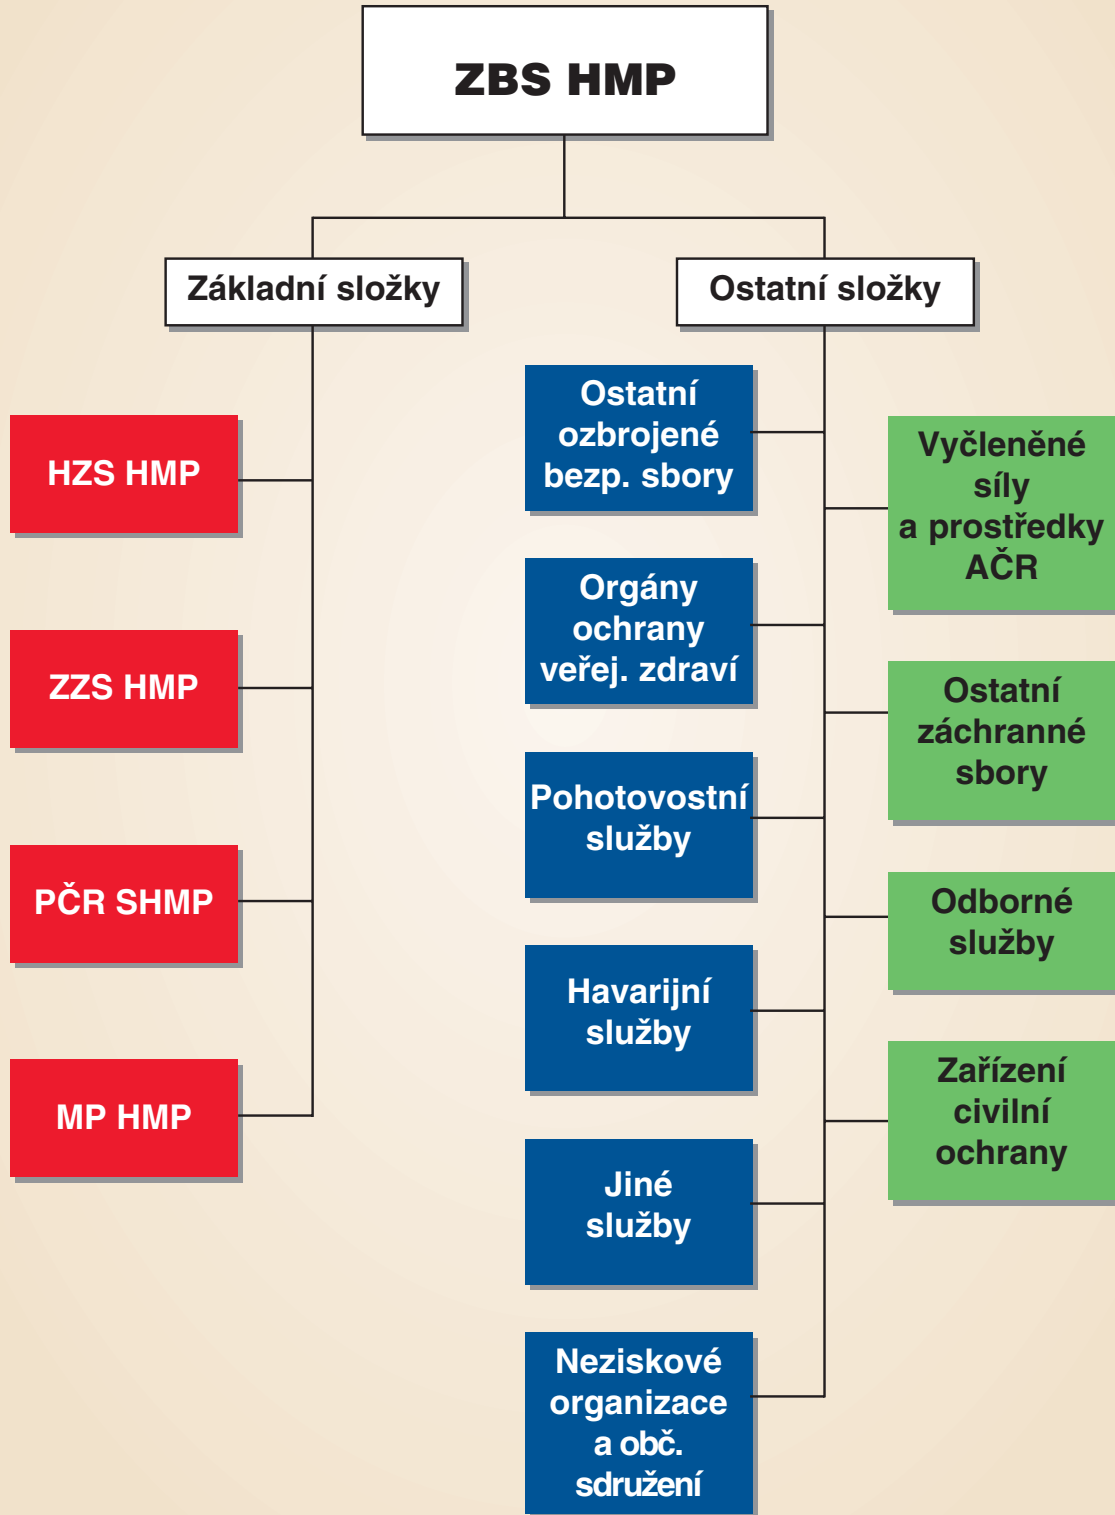 ZBS HMP
Základní složky
HZS HMP
ZZS HMP
PČR SHMP
MP HMP
Ostatní složky
Ostatní
ozbrojené
bezp. sbory
Orgány
ochrany
veřej. zdraví
Pohotovostní
služby
Havarijní
služby
Jiné
služby
Neziskové
organizace
a obč.
sdružení
Vyčleněné
síly
a prostředky
AČR
Ostatní
záchranné
sbory
Odborné
služby
Zařízení
civilní
ochrany